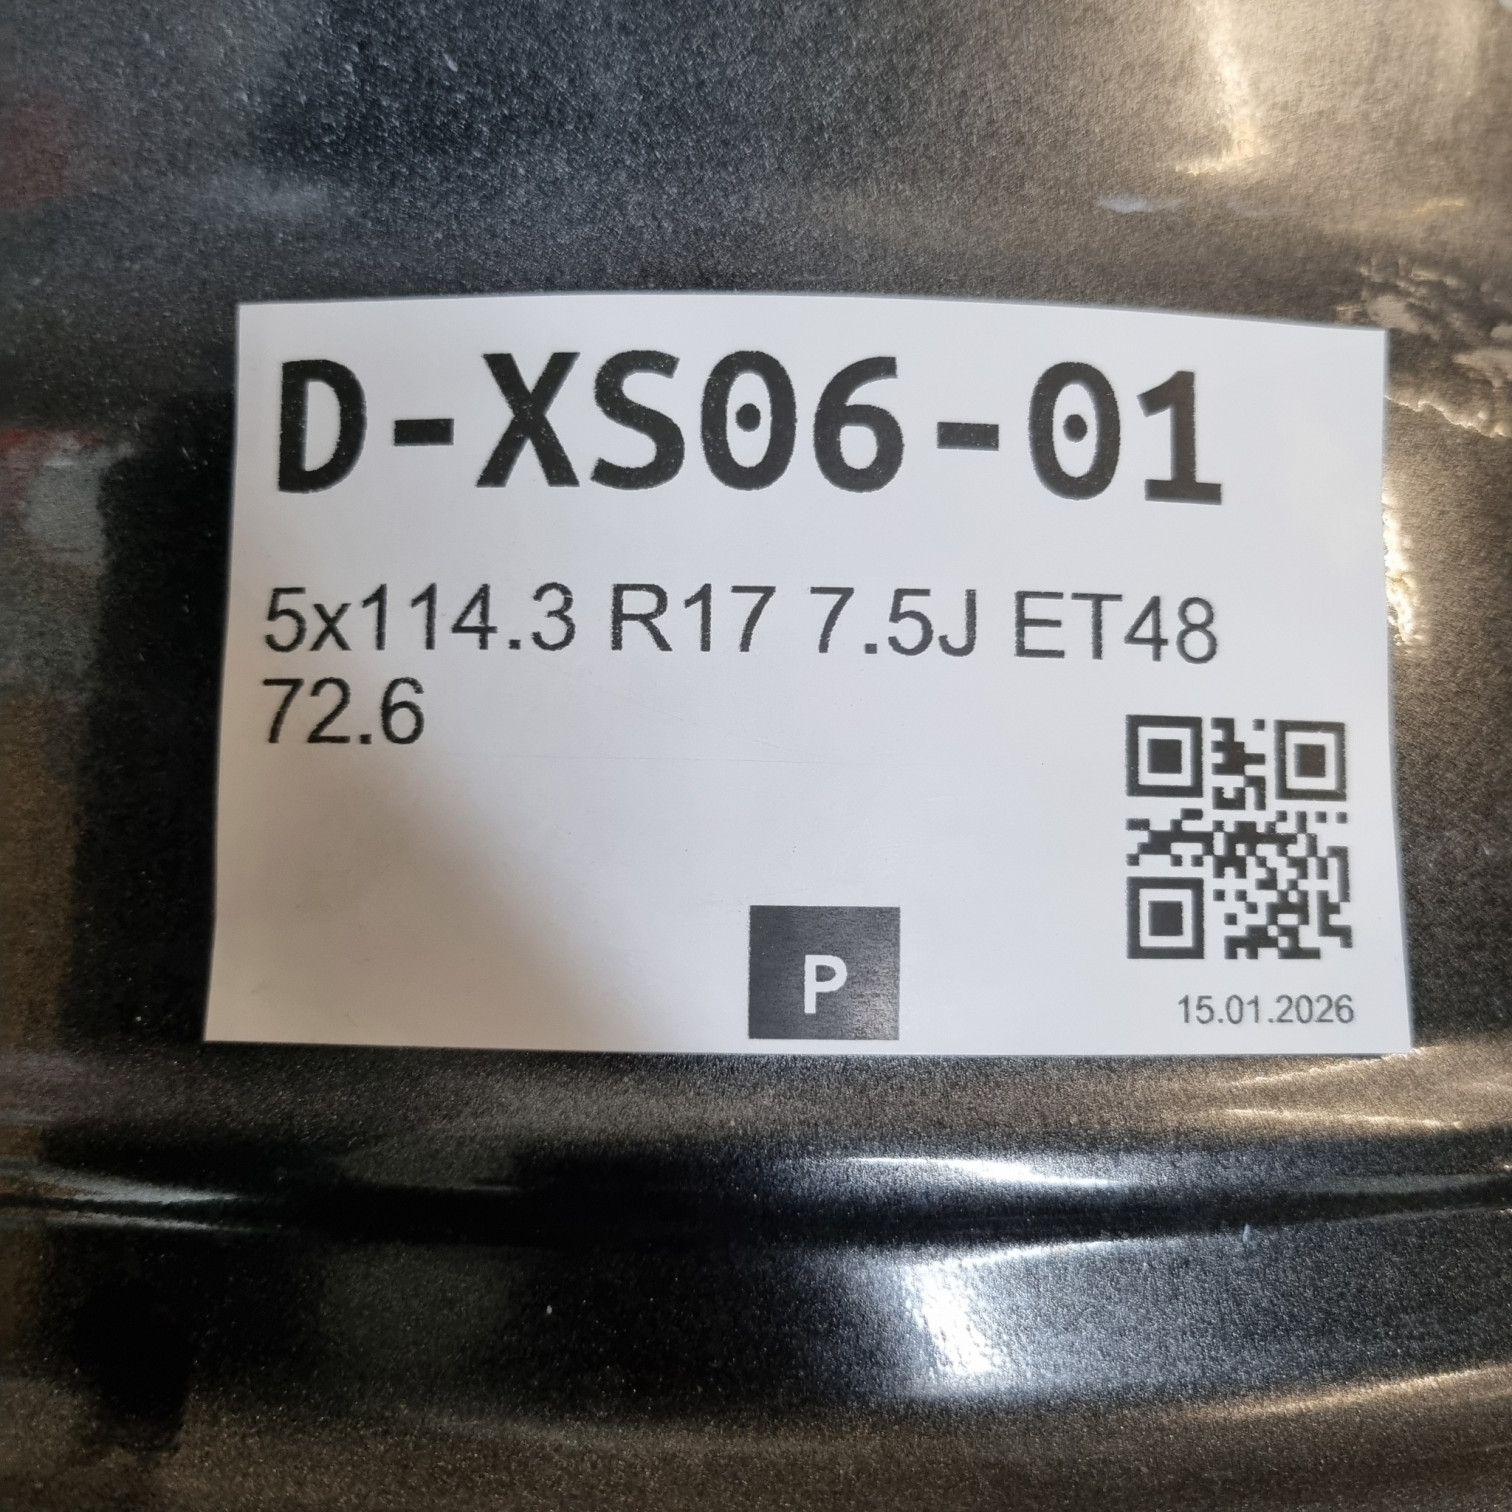 D-XS06-01
5x114.3 R17 7.5J ET48
72.6
P
15.01.2026